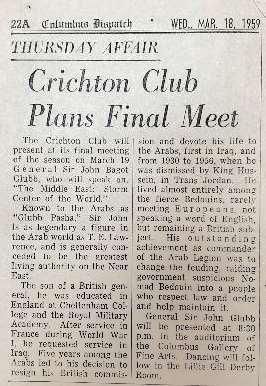 22A Columbus Dispatch WED., MAR. 18, 1959
THURSDAY AFFAIR
Crichton Club
Plans Final Meet
The Crichton Club will
present at its final meeting
of the season on March 19
General Sir John Bagot
Glubb, who will speak on,
"The Middle East: Storm
Center of the World."
Known to the Arabs as
"Glubb Pasha," Sir John
is as legendary a figure in
the Arab world as T. E. Law-
rence, and is generally con-
ceded to be the greatest
living authority on the Near
East.
The son of a British gen-
eral, he was educated in
England at Cheltenham Col-
lege and the Royal Military
Academy. After service in
France during World War
I, he requested service in
Iraq. Five years among the
Arabs led to his decision to
resign his British commis-
sion and devote his life to
the Arabs, first in Iraq, and
from 1930 to 1956, when he
was dismissed by King Hus-
sein, in Trans Jordan. He
lived almost entirely among
the fierce Bedouins, rarely
meeting Europeans, not
speaking a word of English,
but remaining a British sub-
ject. His outstanding
achievement as commander
of the Arab Legion was to
change the feuding, raiding
government suspicious No-
mad Bedouin into a people
who respect law and order
and help maintain it.
General Sir John Glubb
will be presented at 8:30
p.m. in the auditorium of
the Columbus Gallery of
Fine Arts. Dancing will fol-
low in the Lillie Gill Derby
Room.